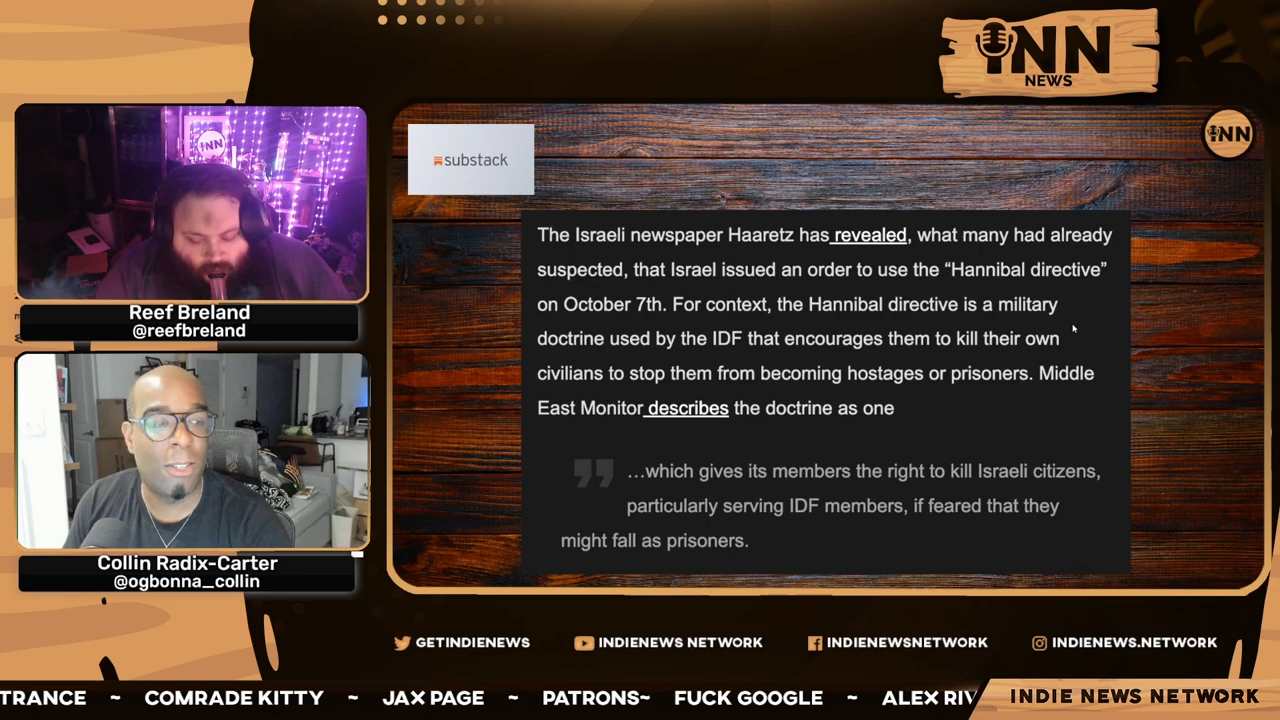 iNN
NEWS
iNN
substack
The Israeli newspaper Haaretz has revealed, what many had already
suspected, that Israel issued an order to use the “Hannibal directive”
on October 7th. For context, the Hannibal directive is a military
doctrine used by the IDF that encourages them to kill their own
civilians to stop them from becoming hostages or prisoners. Middle
East Monitor describes the doctrine as one
…which gives its members the right to kill Israeli citizens,
particularly serving IDF members, if feared that they
might fall as prisoners.
iNN
Reef Breland
@reefbreland
Collin Radix-Carter
@ogbonna_collin
GETINDIENEWS
INDIENEWS NETWORK
INDIENEWSNETWORK
INDIENEWS.NETWORK
TRANCE ~ COMRADE KITTY ~ JAX PAGE ~ PATRONS~ FUCK GOOGLE ~ ALEX RIV
INDIE NEWS NETWORK